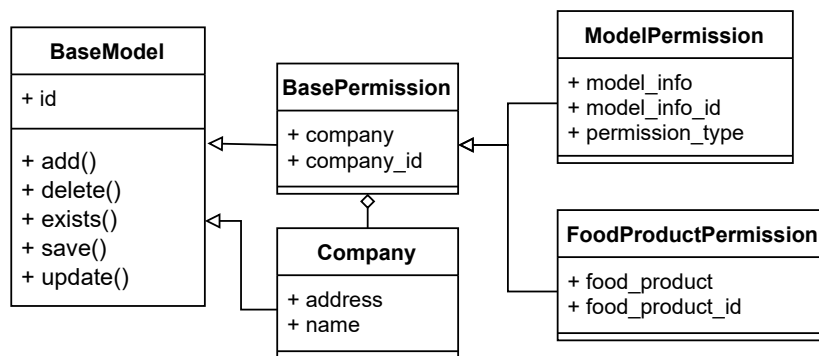 BaseModel
+ id
+ add()
+ delete()
+ exists()
+ save()
+ update()
BasePermission
+ company
+ company_id
Company
+ address
+ name
ModelPermission
+ model_info
+ model_info_id
+ permission_type
FoodProductPermission
+ food_product
+ food_product_id